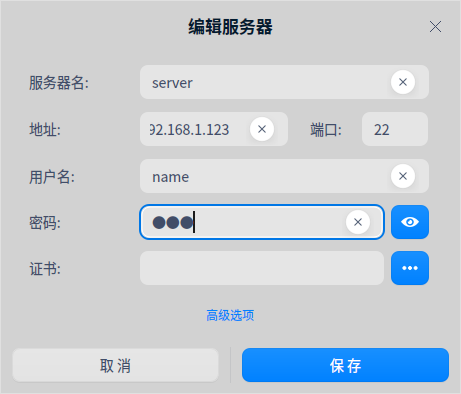 编辑服务器
服务器名: server
地址: 92.168.1.123 端口: 22
用户名: name
密码: ●●●
证书:
高级选项
取消 保存